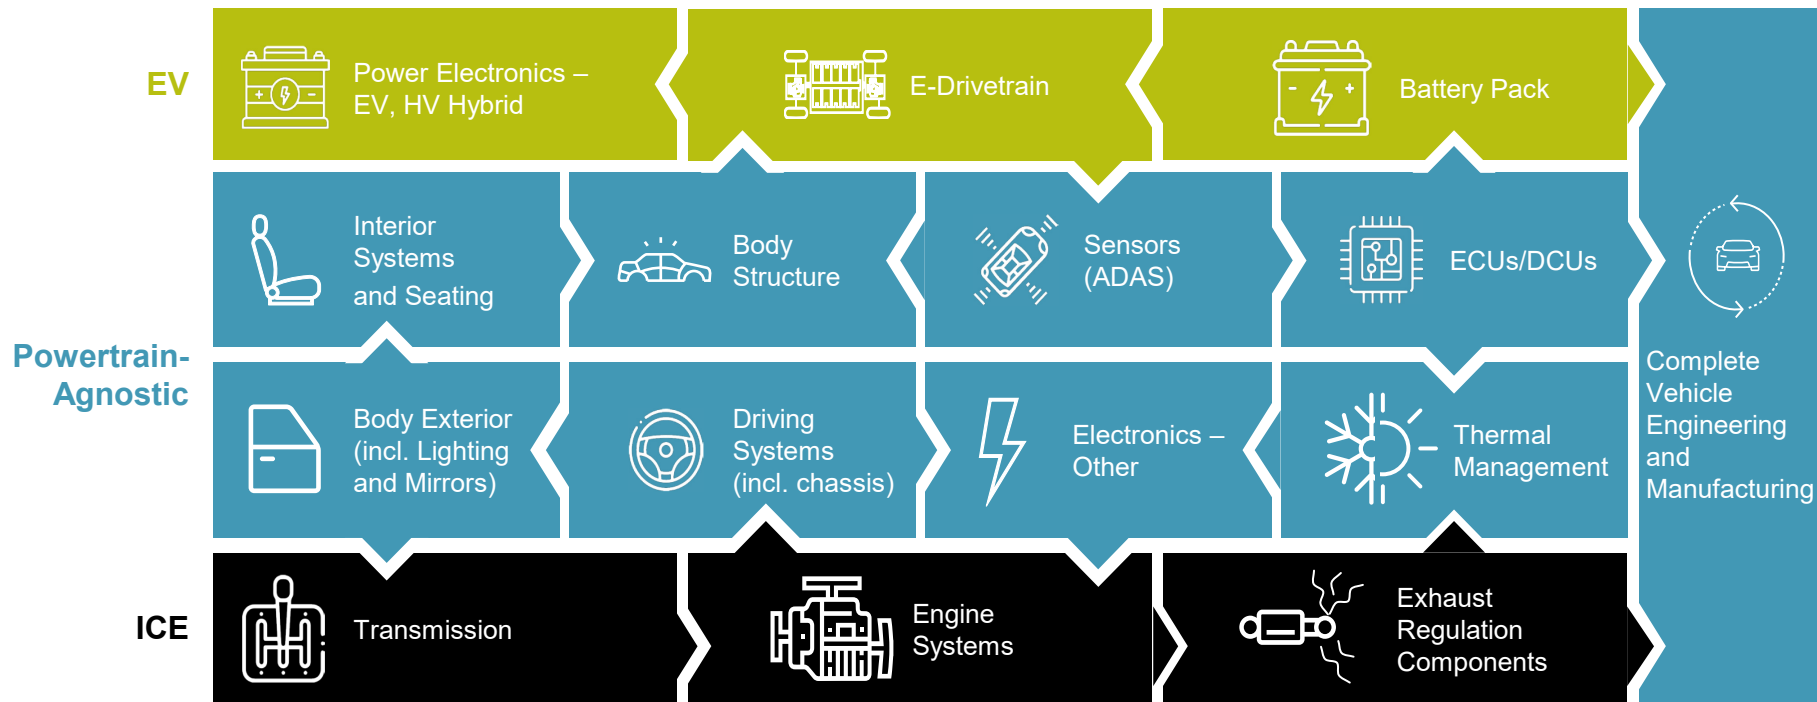 EV
Power Electronics –
EV, HV Hybrid
E-Drivetrain
Battery Pack
Powertrain-
Agnostic
Interior
Systems
and Seating
Body
Structure
Sensors
(ADAS)
ECUs/DCUs
Body Exterior
(incl. Lighting
and Mirrors)
Driving
Systems
(incl. chassis)
Electronics –
Other
Thermal
Management
Complete
Vehicle
Engineering
and
Manufacturing
ICE
Transmission
Engine
Systems
Exhaust
Regulation
Components